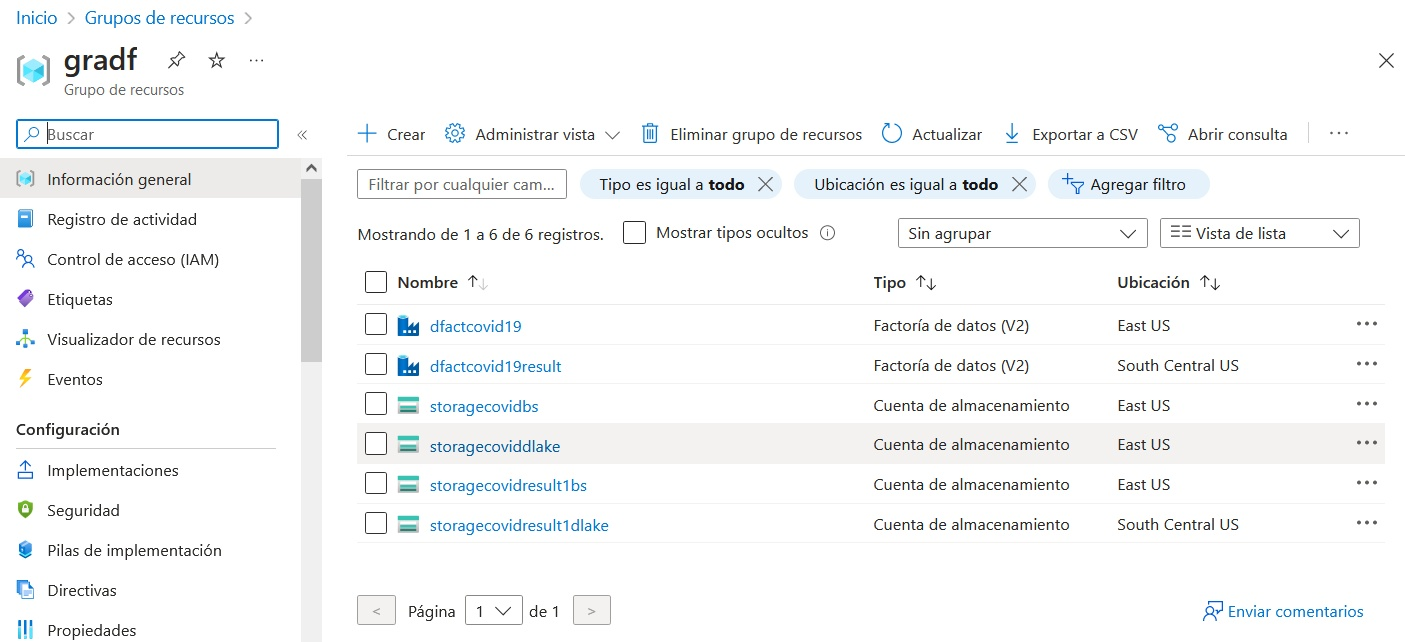 Inicio > Grupos de recursos >
gradf ...
Grupo de recursos
Buscar «
Crear Administrar vista Eliminar grupo de recursos Actualizar Exportar a CSV Abrir consulta ...
Información general
Registro de actividad
Control de acceso (IAM)
Etiquetas
Visualizador de recursos
Eventos
Configuración
Implementaciones
Seguridad
Pilas de implementación
Directivas
Propiedades
Filtrar por cualquier cam... Tipo es igual a todo Ubicación es igual a todo Agregar filtro
Mostrando de 1 a 6 de 6 registros. Mostrar tipos ocultos Sin agrupar Vista de lista
Nombre ↑↓ Tipo ↑↓ Ubicación ↑↓
dfactcovid19 Factoría de datos (V2) East US ...
dfactcovid19result Factoría de datos (V2) South Central US ...
storagecovidbs Cuenta de almacenamiento East US ...
storagecoviddlake Cuenta de almacenamiento East US ...
storagecovidresult1bs Cuenta de almacenamiento East US ...
storagecovidresult1dlake Cuenta de almacenamiento South Central US ...
< Página 1 de 1 > Enviar comentarios